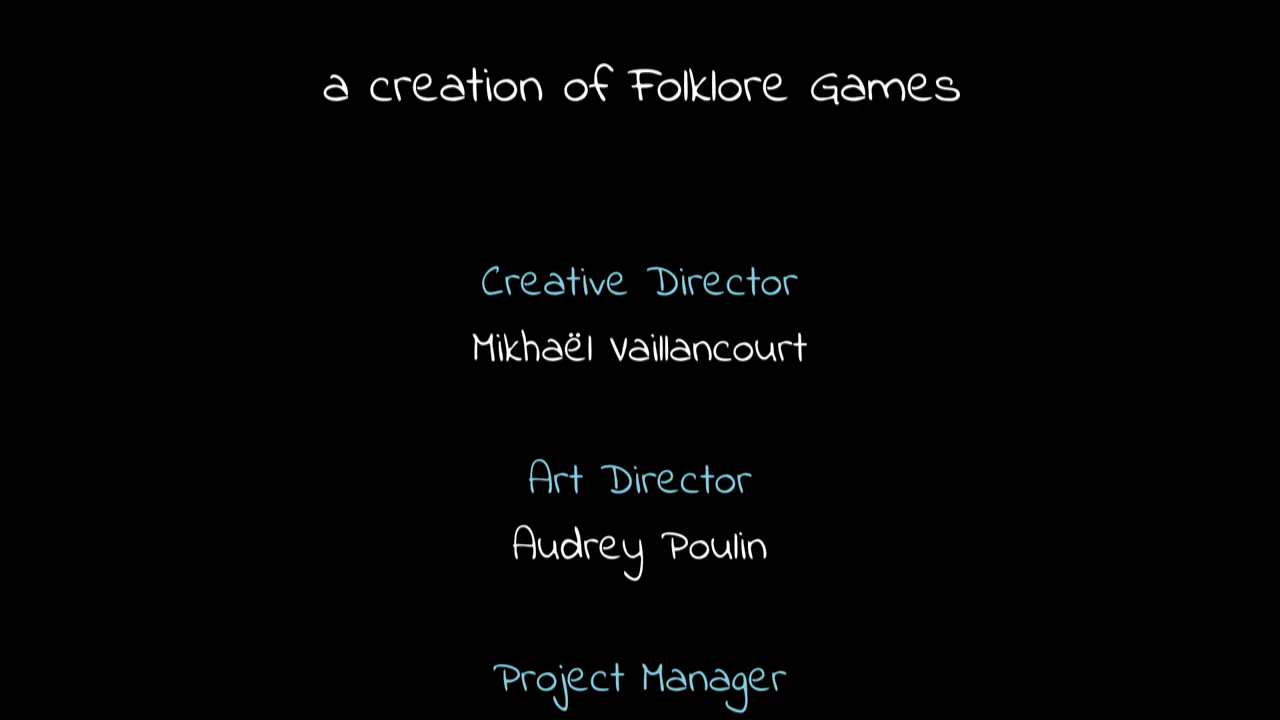 a creation of Folklore Games
Creative Director
Mikhaël Vaillancourt
Art Director
Audrey Poulin
Project Manager